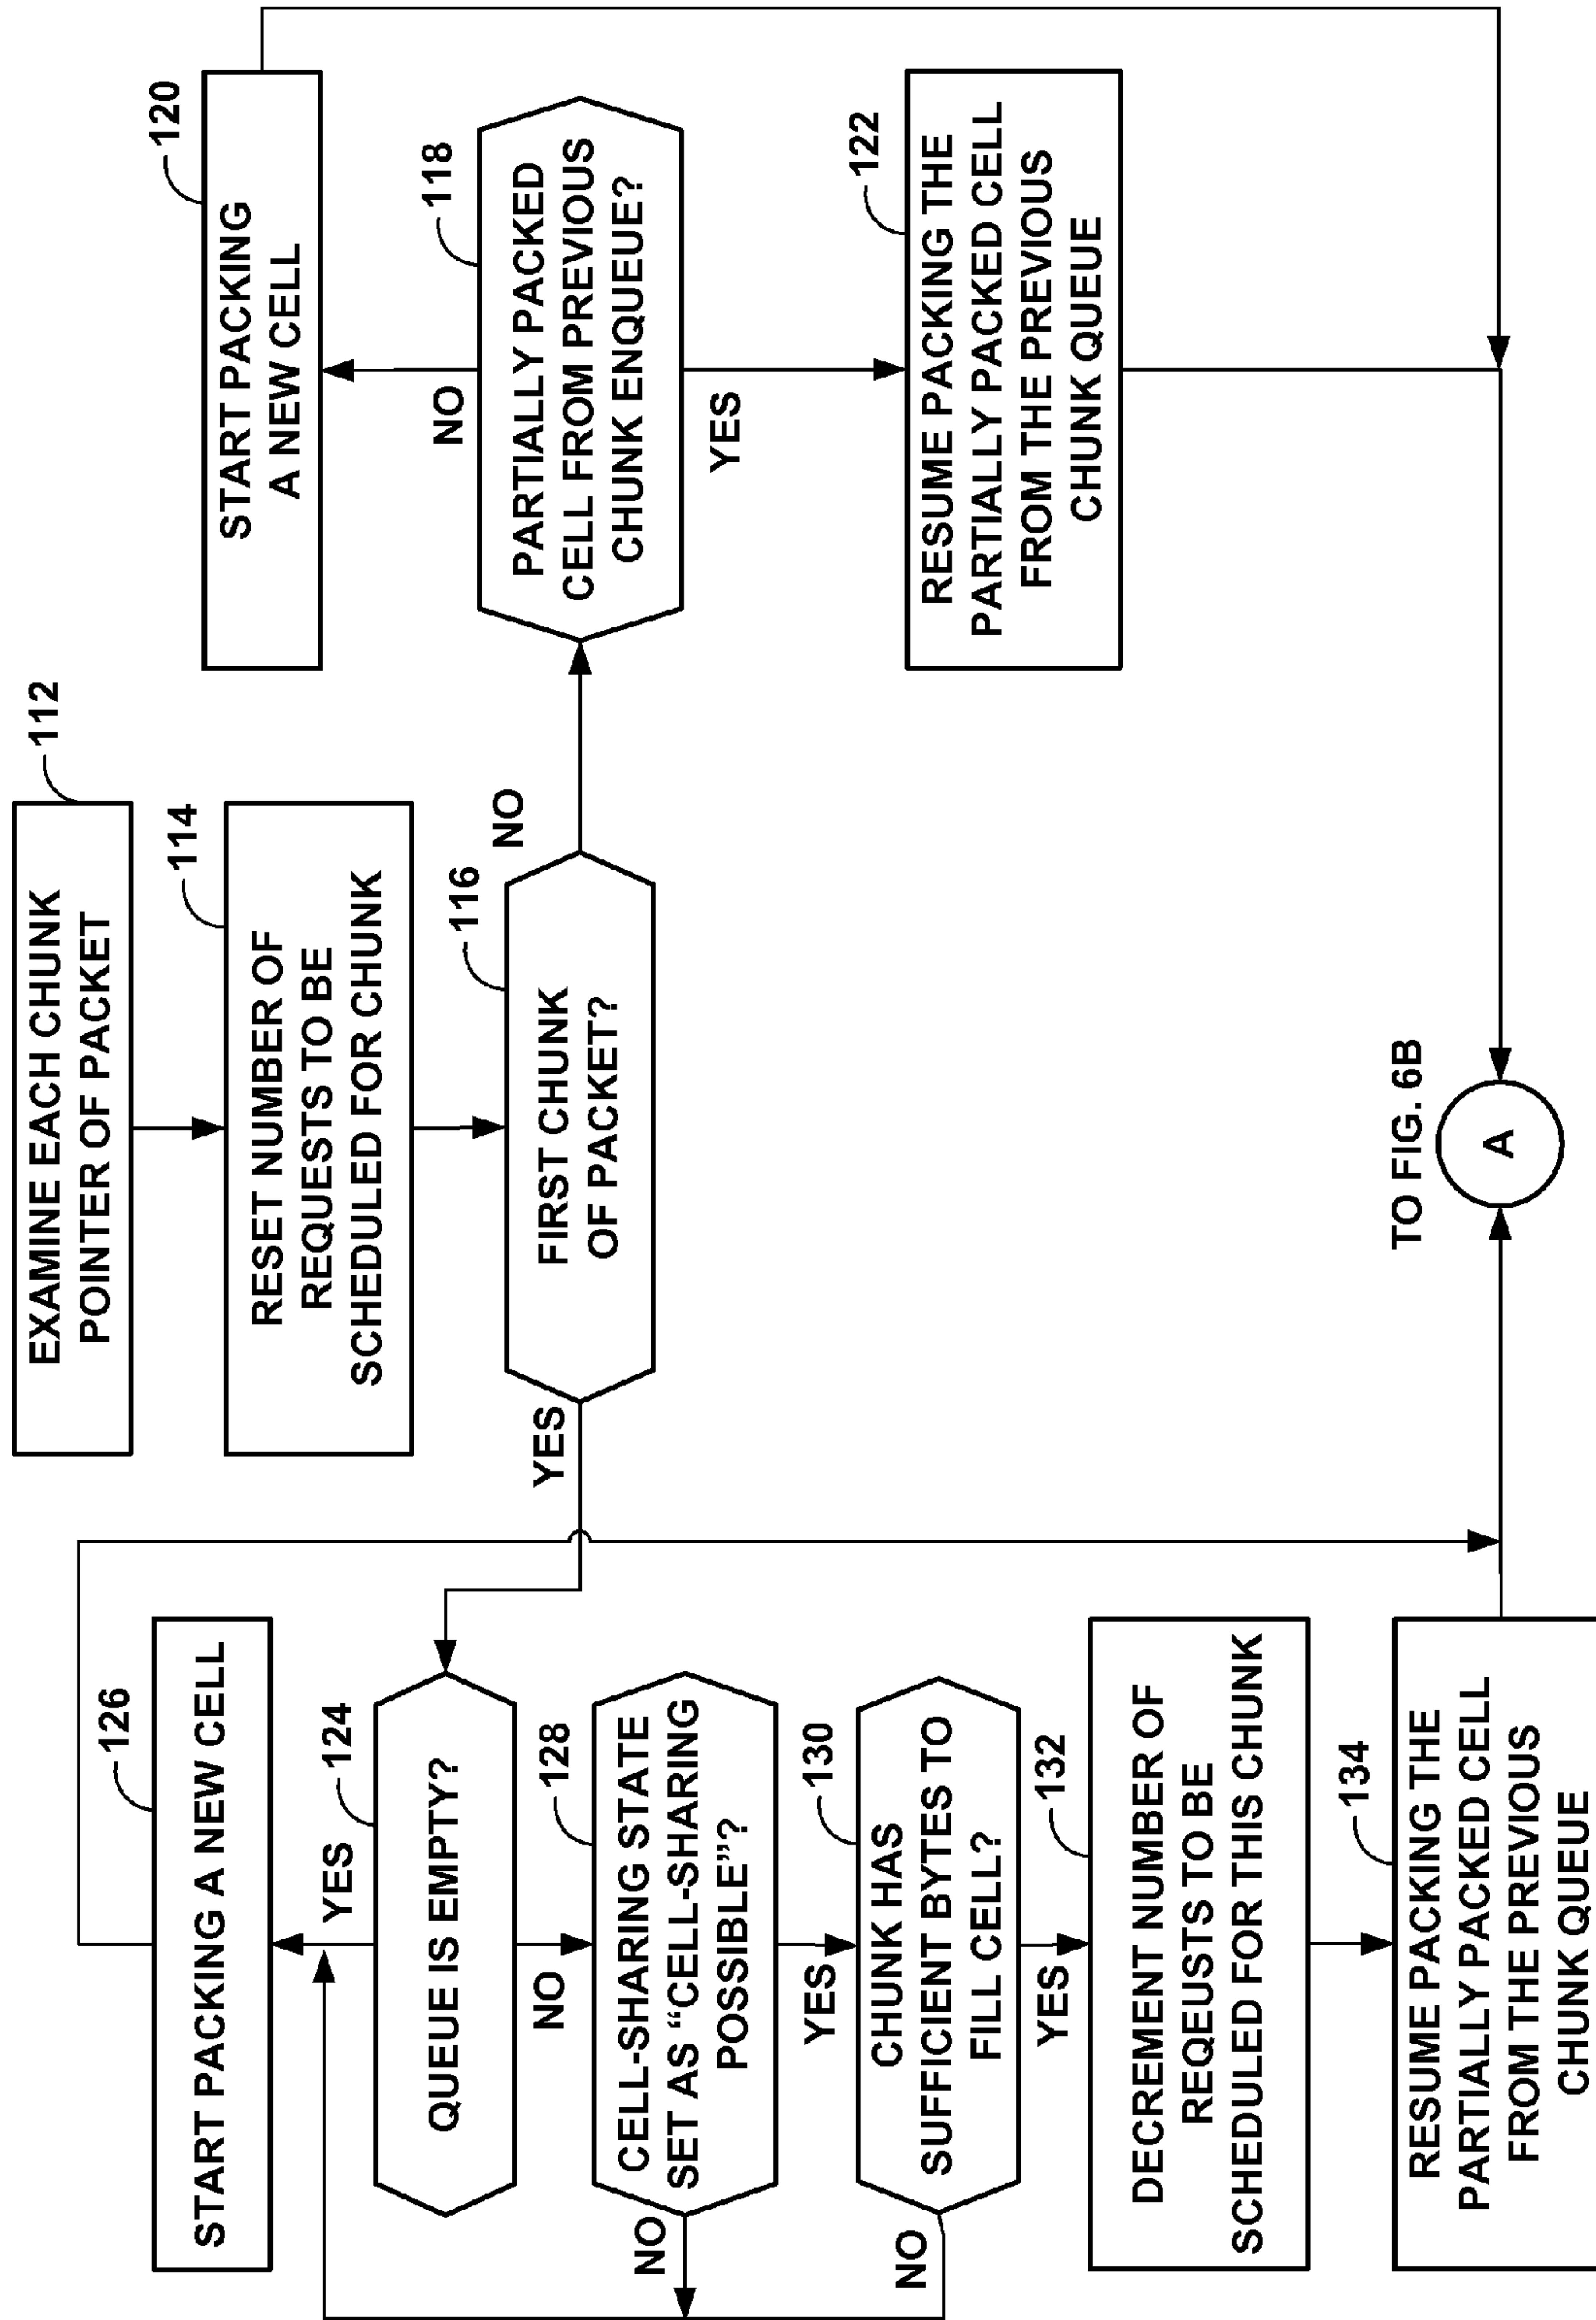 EXAMINE EACH CHUNK
POINTER OF PACKET
112
RESET NUMBER OF
REQUESTS TO BE
SCHEDULED FOR CHUNK
114
FIRST CHUNK
OF PACKET?
116
YES
NO
START PACKING A NEW CELL
126
YES
QUEUE IS EMPTY?
124
NO
CELL-SHARING STATE
SET AS “CELL-SHARING
POSSIBLE”?
128
NO
YES
CHUNK HAS
SUFFICIENT BYTES TO
FILL CELL?
130
NO
YES
DECREMENT NUMBER OF
REQEUSTS TO BE
SCHEDULED FOR THIS CHUNK
132
RESUME PACKING THE
PARTIALLY PACKED CELL
FROM THE PREVIOUS
CHUNK QUEUE
134
START PACKING
A NEW CELL
120
NO
PARTIALLY PACKED
CELL FROM PREVIOUS
CHUNK ENQUEUE?
118
YES
RESUME PACKING THE
PARTIALLY PACKED CELL
FROM THE PREVIOUS
CHUNK QUEUE
122
TO FIG. 6B
A